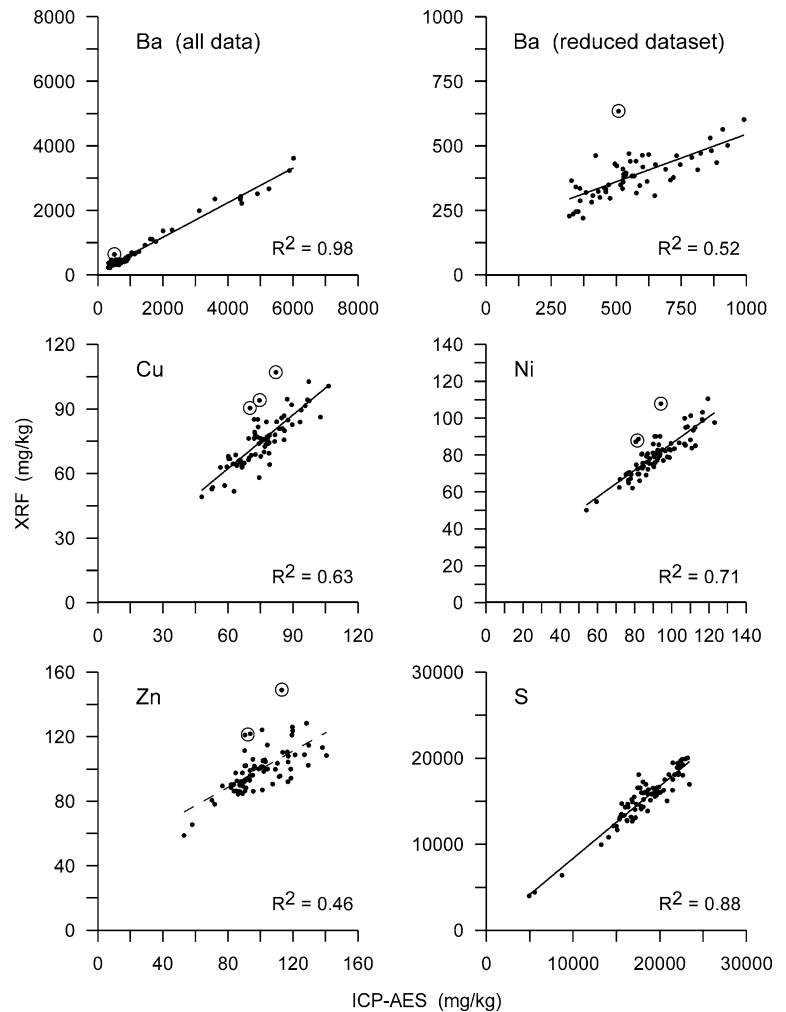 8000
6000
4000
2000
0
Ba (all data)
R2 = 0.98
0 2000 4000 6000 8000
1000
750
500
250
0
Ba (reduced dataset)
R2 = 0.52
0 250 500 750 1000
XRF (mg/kg)
120
90
60
30
0
Cu
R2 = 0.63
0 30 60 90 120
140
120
100
80
60
40
20
0
Ni
R2 = 0.71
0 20 40 60 80 100 120 140
160
120
80
40
0
Zn
R2 = 0.46
0 40 80 120 160
30000
20000
10000
0
S
R2 = 0.88
0 10000 20000 30000
ICP-AES (mg/kg)